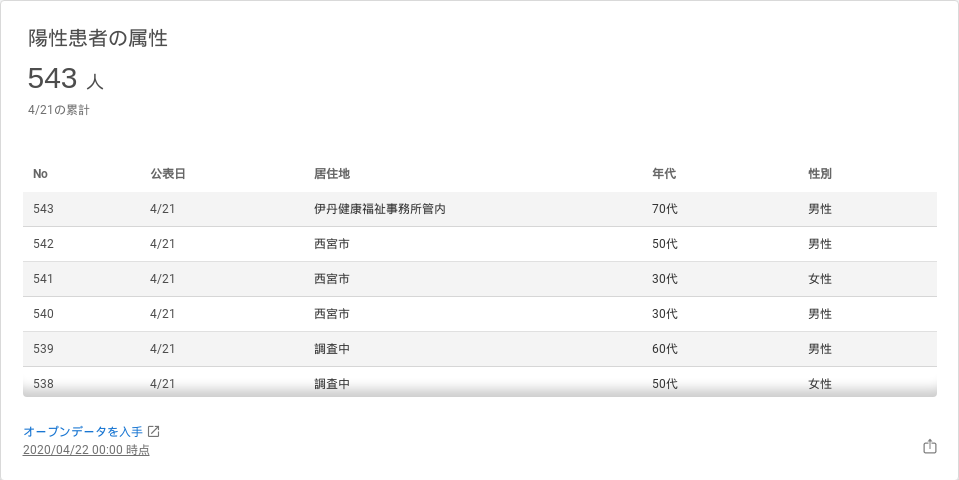 陽性患者の属性
543 人
4/21の累計
No 公表日 居住地 年代 性別
543 4/21 伊丹健康福祉事務所管内 70代 男性
542 4/21 西宮市 50代 男性
541 4/21 西宮市 30代 女性
540 4/21 西宮市 30代 男性
539 4/21 調査中 60代 男性
538 4/21 調査中 50代 女性
オープンデータを入手
2020/04/22 00:00 時点